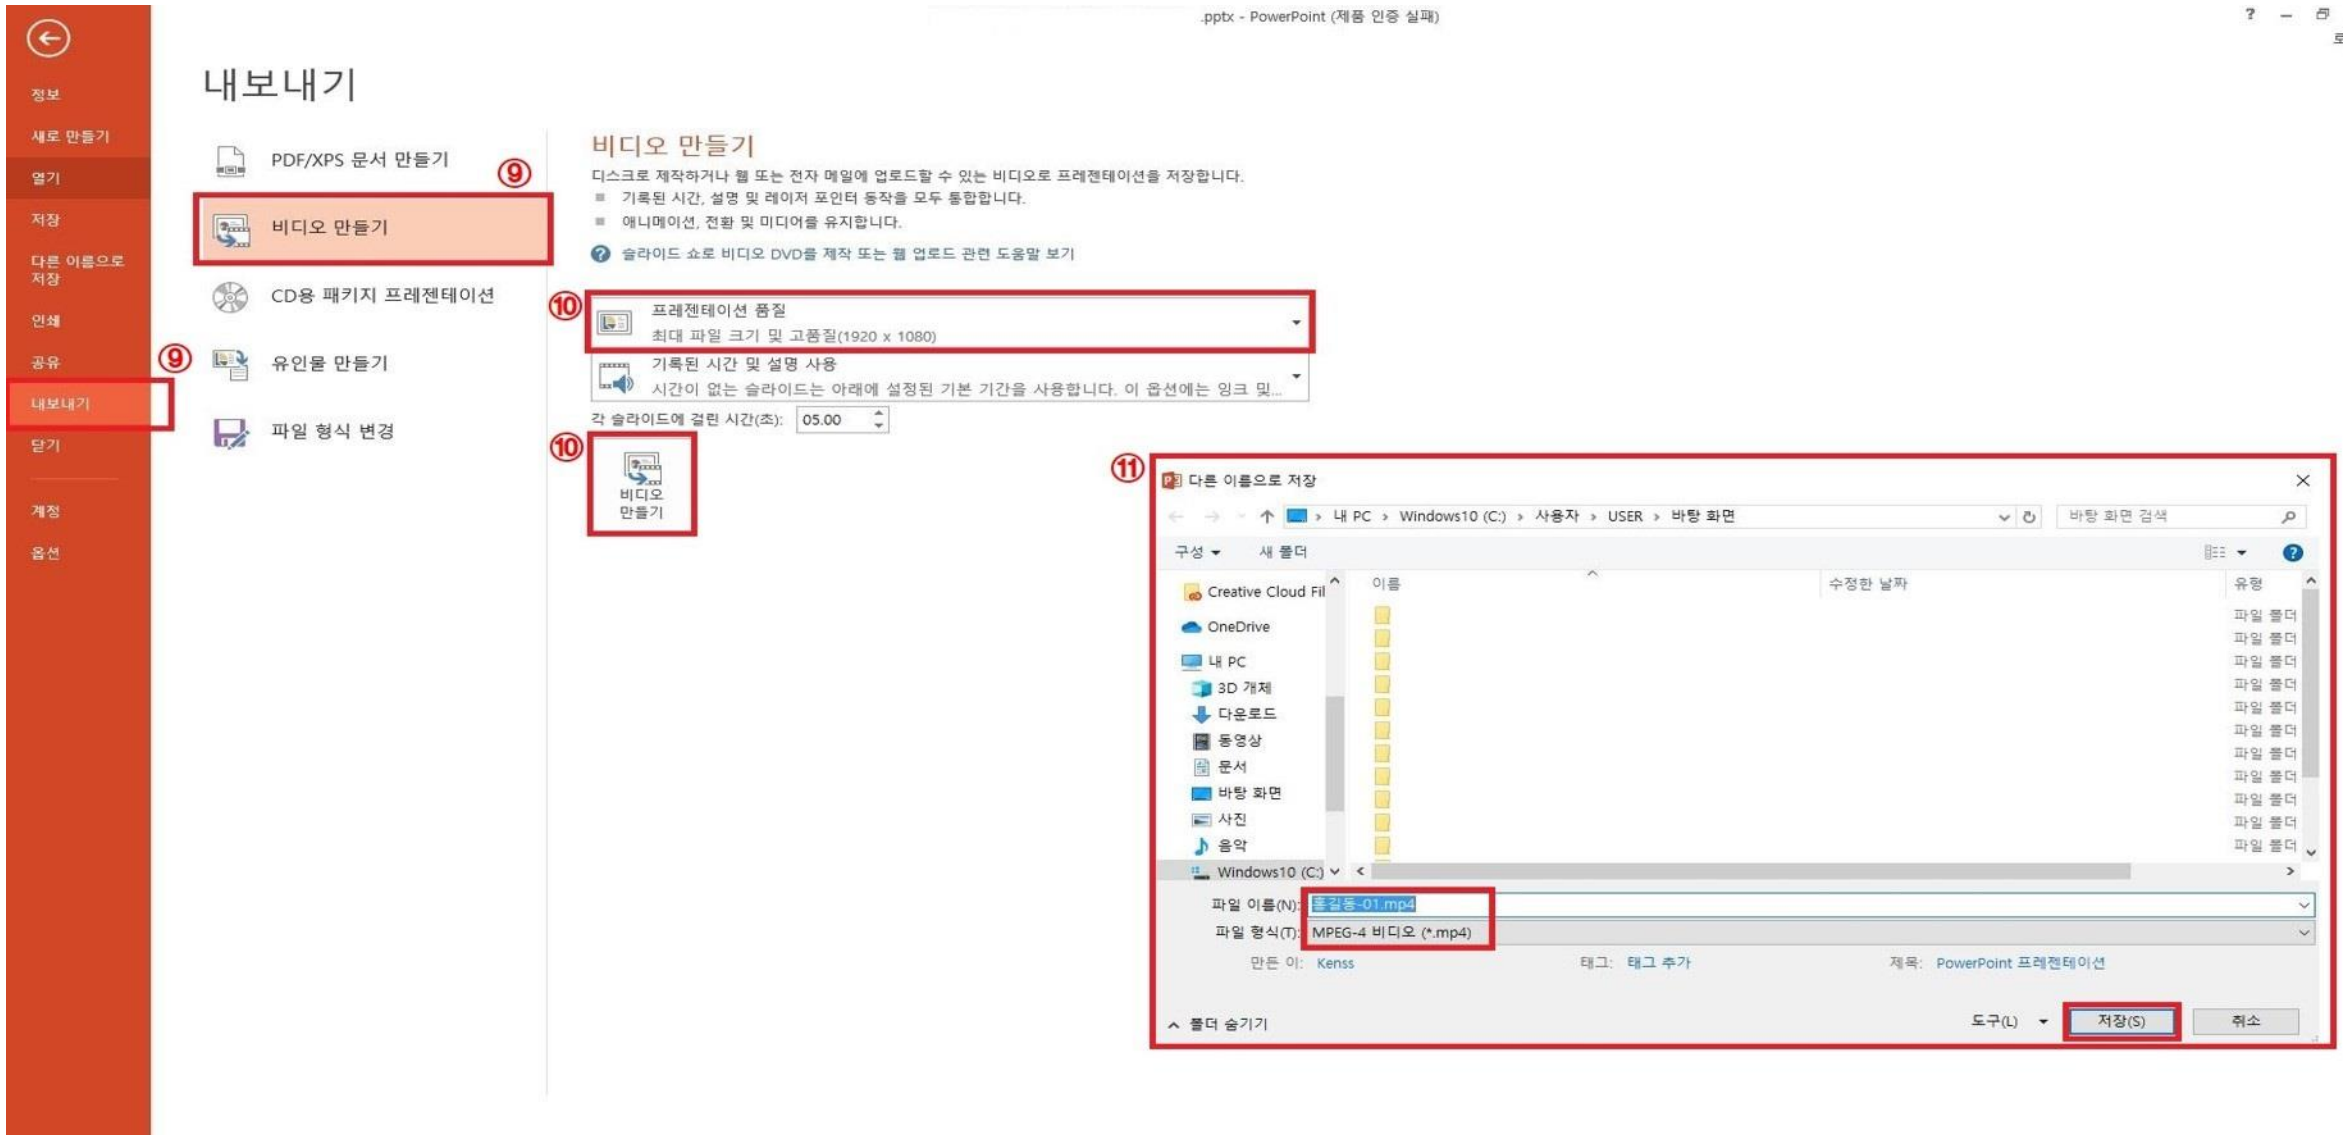 .pptx - PowerPoint (제품 인증 실패)
?
정보
새로 만들기
열기
저장
다른 이름으로
저장
인쇄
공유
⑨
내보내기
닫기
계정
옵션
내보내기
PDF/XPS 문서 만들기
⑨
비디오 만들기
CD용 패키지 프레젠테이션
유인물 만들기
파일 형식 변경
비디오 만들기
디스크로 제작하거나 웹 또는 전자 메일에 업로드할 수 있는 비디오로 프레젠테이션을 저장합니다.
기록된 시간, 설명 및 레이저 포인터 동작을 모두 통합합니다.
애니메이션, 전환 및 미디어를 유지합니다.
슬라이드 쇼로 비디오 DVD를 제작 또는 웹 업로드 관련 도움말 보기
⑩
프레젠테이션 품질
최대 파일 크기 및 고품질(1920 x 1080)
기록된 시간 및 설명 사용
시간이 없는 슬라이드는 아래에 설정된 기본 기간을 사용합니다. 이 옵션에는 잉크 및...
각 슬라이드에 걸린 시간(초): 05.00
⑩
비디오
만들기
⑪
다른 이름으로 저장
내 PC > Windows10 (C:) > 사용자 > USER > 바탕 화면
바탕 화면 검색
구성
새 폴더
이름
수정한 날짜
유형
Creative Cloud Fil
OneDrive
내 PC
3D 개체
다운로드
동영상
문서
바탕 화면
사진
음악
Windows10 (C:)
파일 폴더
파일 폴더
파일 폴더
파일 폴더
파일 폴더
파일 폴더
파일 폴더
파일 폴더
파일 폴더
파일 폴더
파일 폴더
파일 이름(N): 홍길동-01.mp4
파일 형식(T): MPEG-4 비디오 (*.mp4)
만든 이: Kenss
태그: 태그 추가
제목: PowerPoint 프레젠테이션
폴더 숨기기
도구(L)
저장(S)
취소